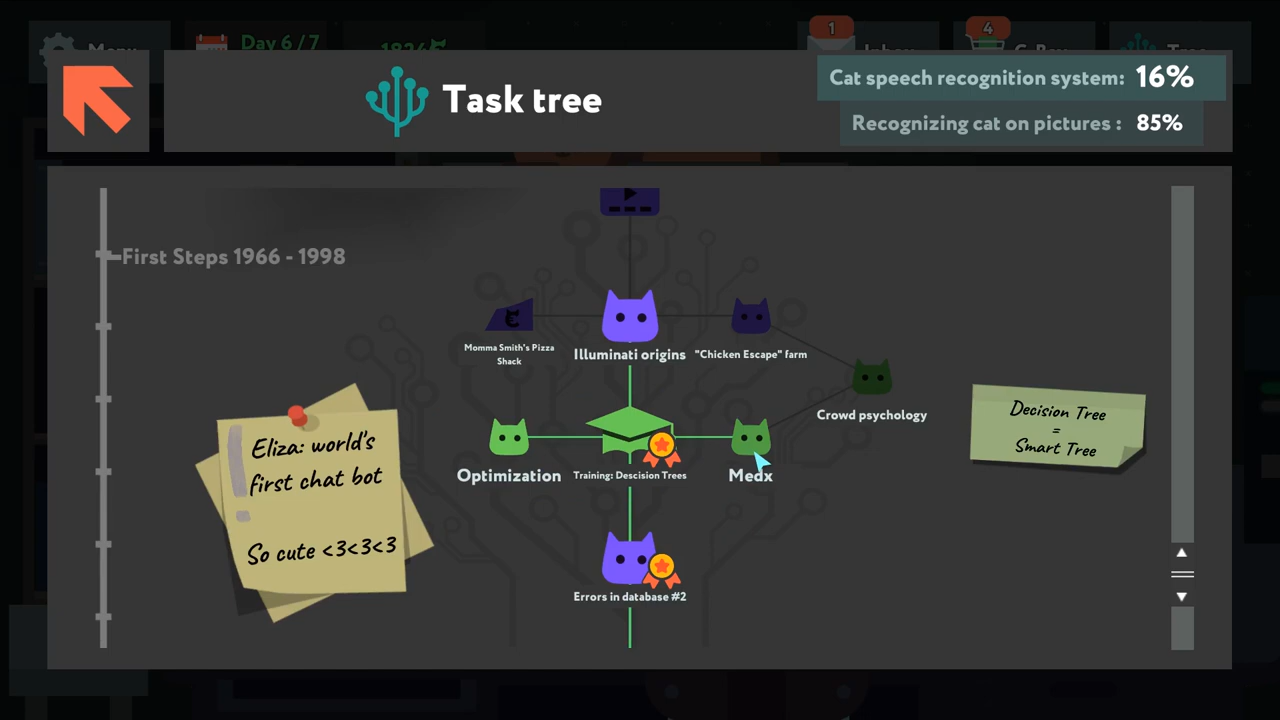 Day 6 / 7
1
4
Task tree
Cat speech recognition system: 16%
Recognizing cat on pictures : 85%
First Steps 1966 - 1998
Momma Smith's Pizza
Shack
Illuminati origins
"Chicken Escape" farm
Crowd psychology
Optimization
Training: Descision Trees
Medx
Errors in database #2
Eliza: world's
first chat bot
So cute <3<3<3
Decision Tree
=
Smart Tree